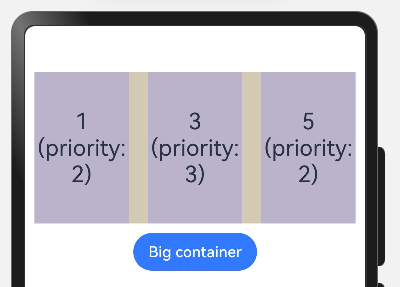 1
(priority:
2)
3
(priority:
3)
5
(priority:
2)
Big container